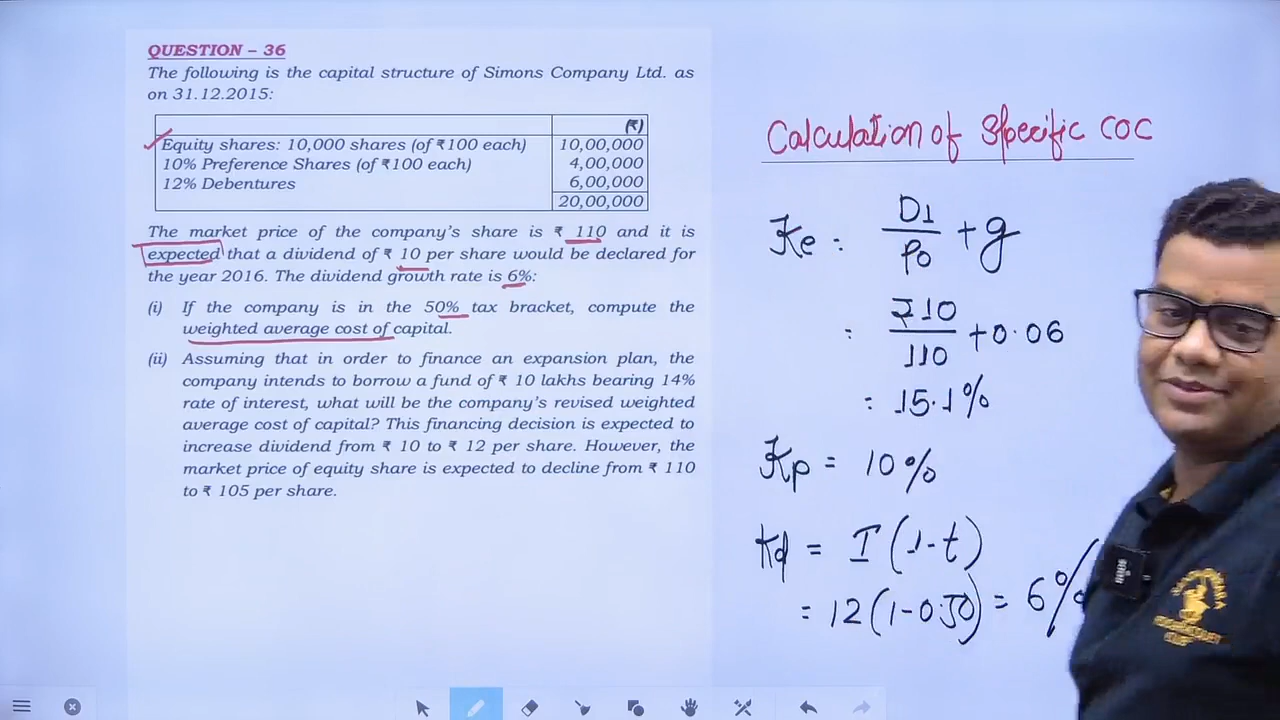 QUESTION – 36
The following is the capital structure of Simons Company Ltd. as
on 31.12.2015:
(₹)
Equity shares: 10,000 shares (of ₹100 each) 10,00,000
10% Preference Shares (of ₹100 each) 4,00,000
12% Debentures 6,00,000
20,00,000
The market price of the company's share is ₹ 110 and it is
expected that a dividend of ₹ 10 per share would be declared for
the year 2016. The dividend growth rate is 6%:
(i) If the company is in the 50% tax bracket, compute the
weighted average cost of capital.
(ii) Assuming that in order to finance an expansion plan, the
company intends to borrow a fund of ₹ 10 lakhs bearing 14%
rate of interest, what will be the company's revised weighted
average cost of capital? This financing decision is expected to
increase dividend from ₹ 10 to ₹ 12 per share. However, the
market price of equity share is expected to decline from ₹ 110
to ₹ 105 per share.
Calculation of Specific COC
Ke : D1
P0
+ g
: ₹10
110
+ 0.06
: 15.1%
Kp = 10%
Kd = I (1-t)
= 12 (1-0.50) = 6%